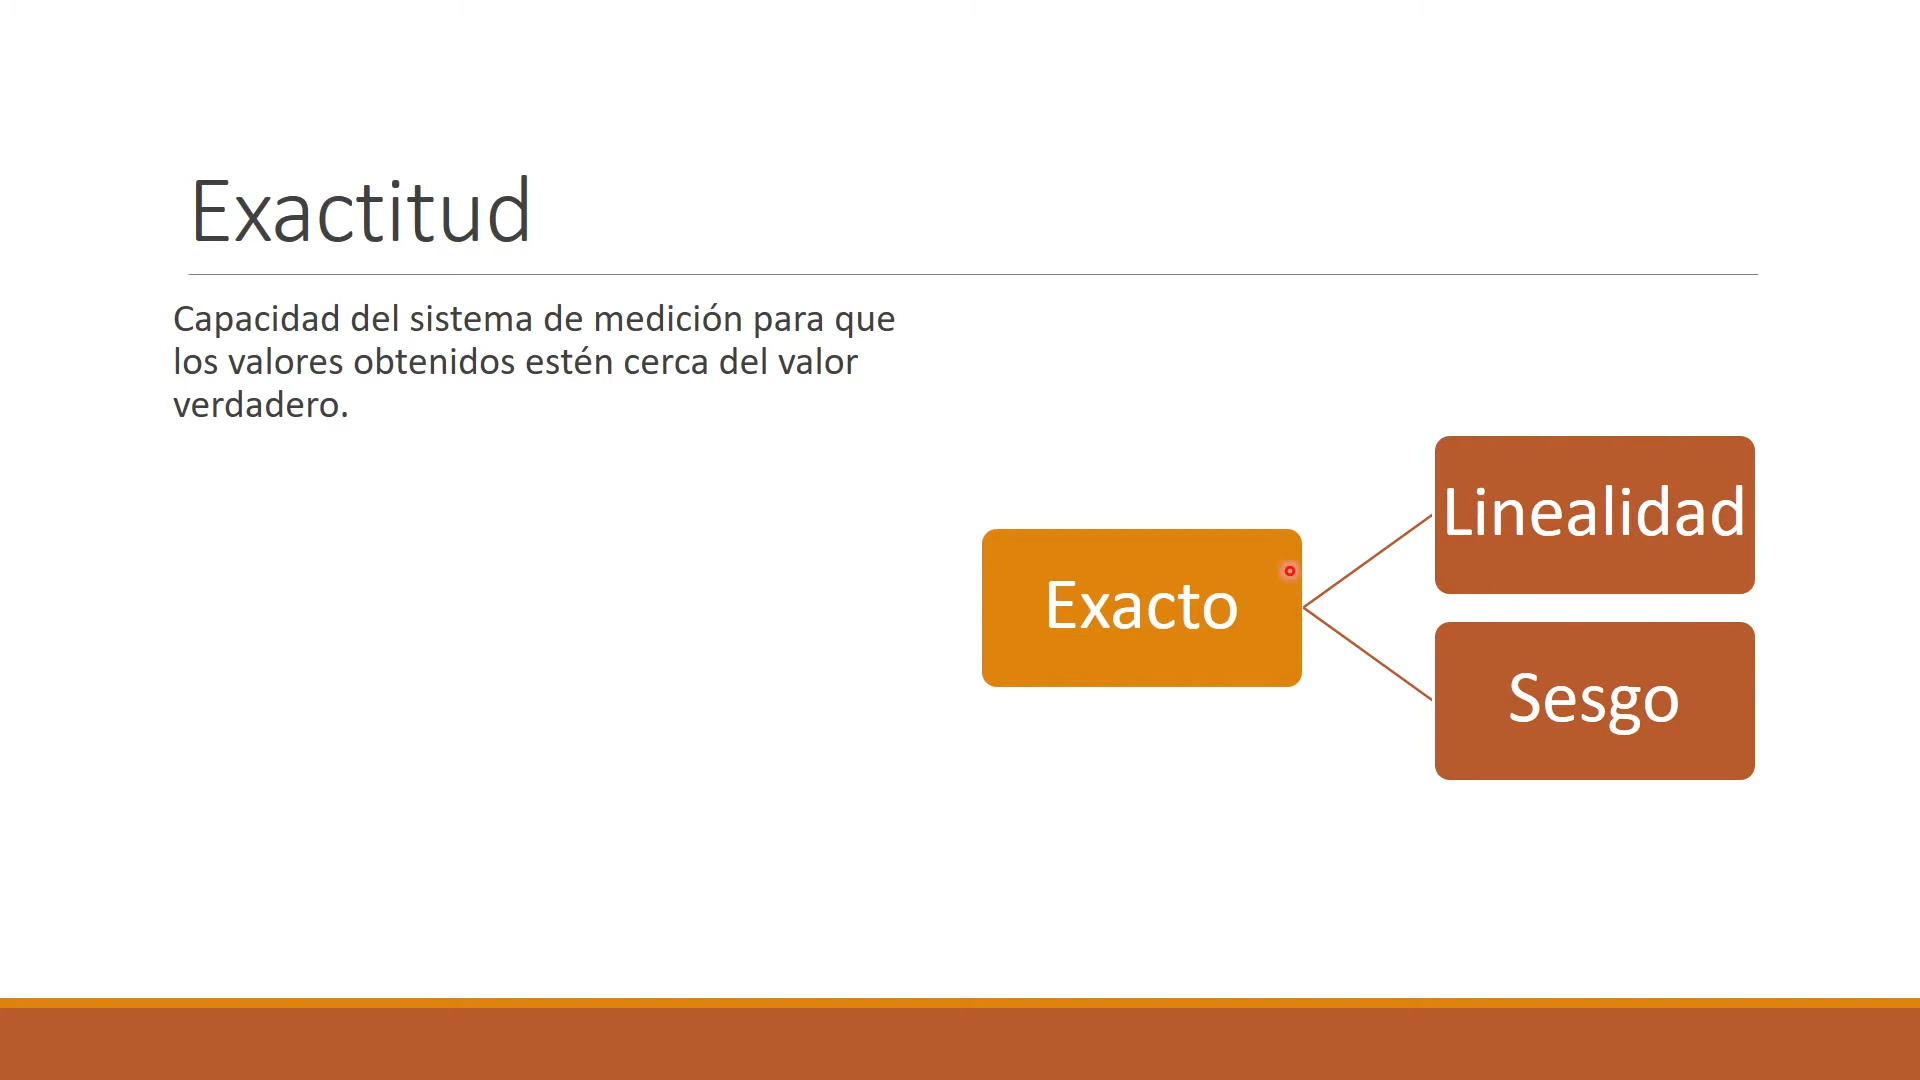 Exactitud
Capacidad del sistema de medición para que
los valores obtenidos estén cerca del valor
verdadero.
Exacto
Linealidad
Sesgo